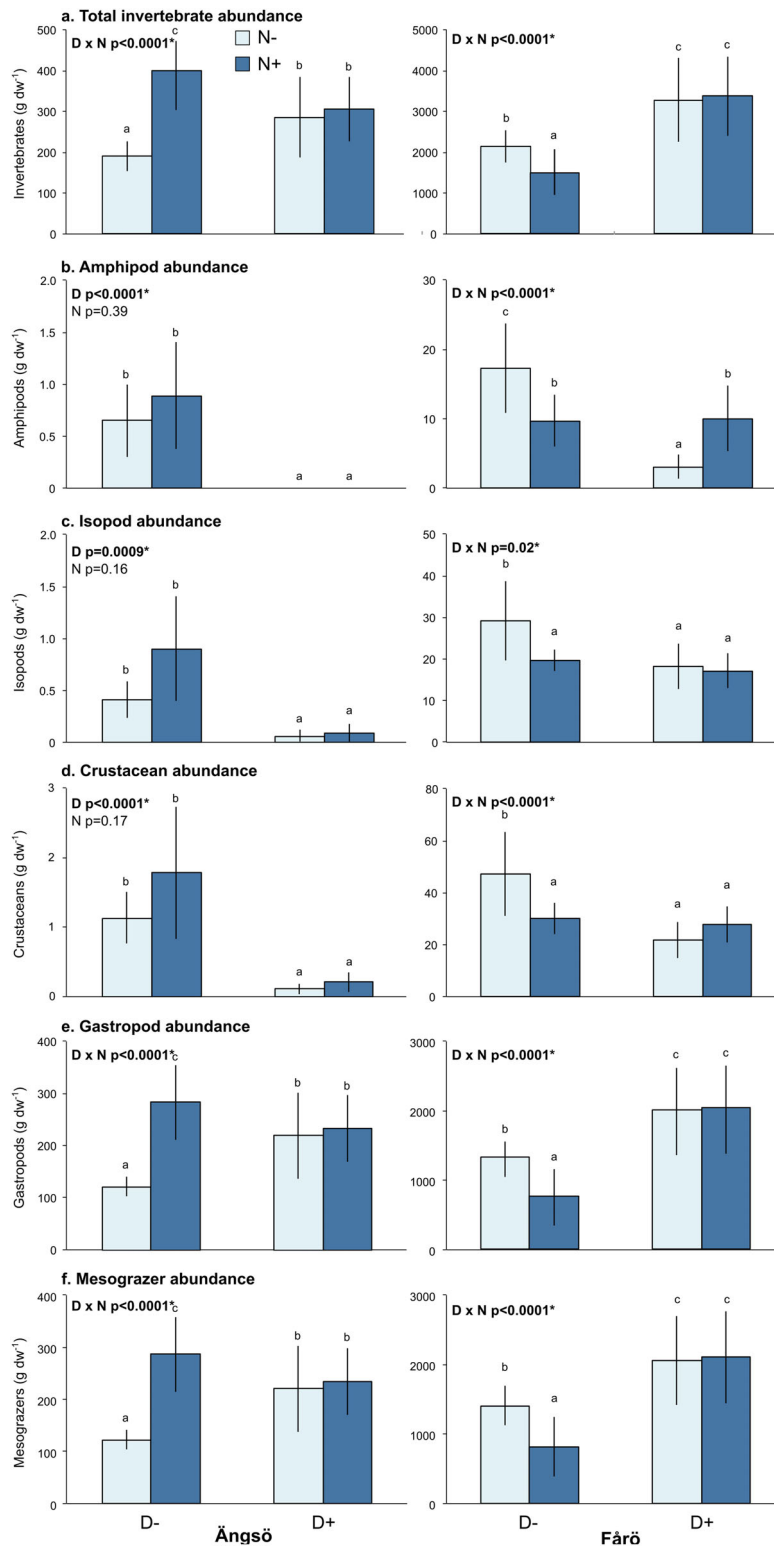 a. Total invertebrate abundance
Invertebrates (g dw-1)
500
400
300
200
100
0
D x N p<0.0001*
N-
N+
a
c
b
b
5000
4000
3000
2000
1000
0
D x N p<0.0001*
b
a
c
c
b. Amphipod abundance
Amphipods (g dw-1)
2.0
1.5
1.0
0.5
0
D p<0.0001*
N p=0.39
b
b
a
a
30
20
10
0
D x N p<0.0001*
c
b
a
b
c. Isopod abundance
Isopods (g dw-1)
2.0
1.5
1.0
0.5
0
D p=0.0009*
N p=0.16
b
b
a
a
50
40
30
20
10
0
D x N p=0.02*
b
a
a
a
d. Crustacean abundance
Crustaceans (g dw-1)
3
2
1
0
D p<0.0001*
N p=0.17
b
b
a
a
80
60
40
20
0
D x N p<0.0001*
b
a
a
a
e. Gastropod abundance
Gastropods (g dw-1)
400
300
200
100
0
D x N p<0.0001*
a
c
b
b
3000
2000
1000
0
D x N p<0.0001*
b
a
c
c
f. Mesograzer abundance
Mesograzers (g dw-1)
400
300
200
100
0
D x N p<0.0001*
a
c
b
b
3000
2000
1000
0
D x N p<0.0001*
b
a
c
c
D-
D+
D-
D+
Ängsö
Fårö